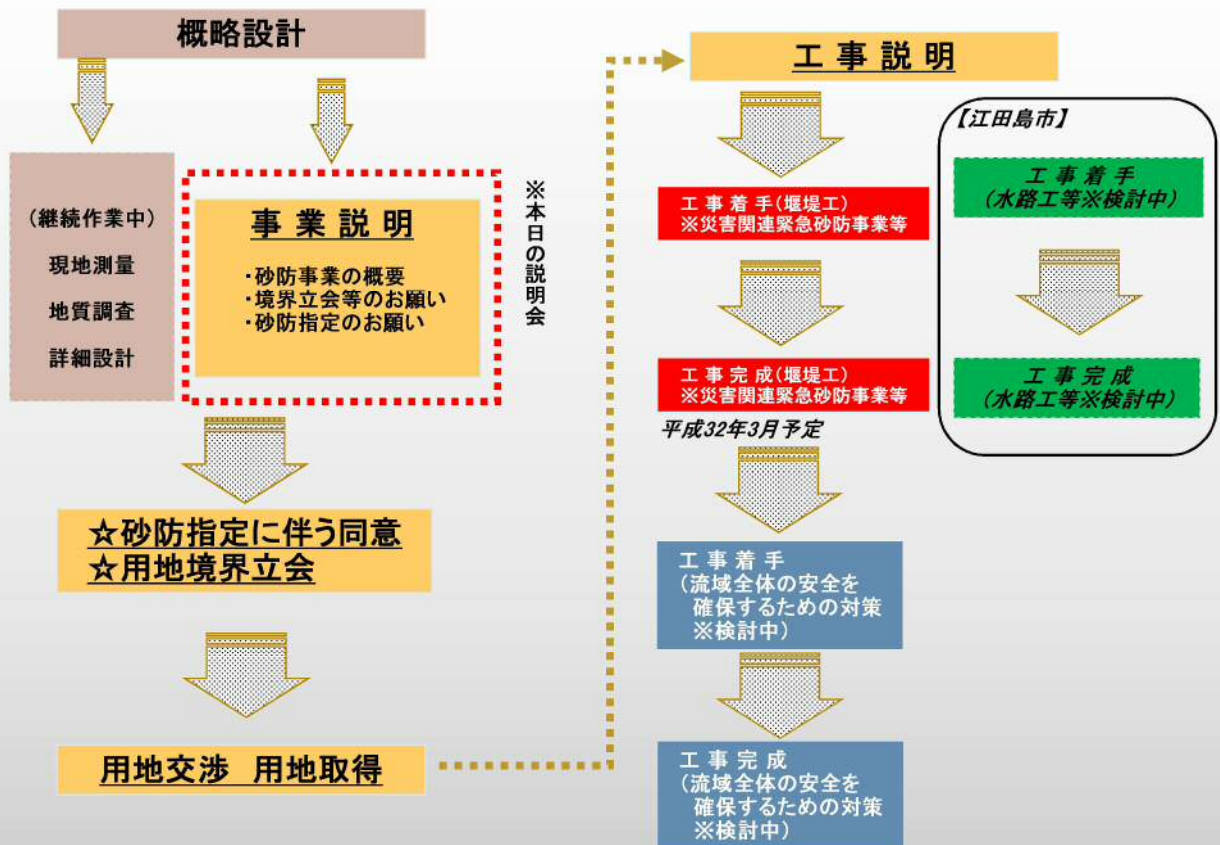 概略設計
(継続作業中)
現地測量
地質調査
詳細設計
事業説明
・砂防事業の概要
・境界立会等のお願い
・砂防指定のお願い
※本日の説明会
☆砂防指定に伴う同意
☆用地境界立会
用地交渉 用地取得
工事説明
工事着手(堰堤工)
※災害関連緊急砂防事業等
工事完成(堰堤工)
※災害関連緊急砂防事業等
平成32年3月予定
工事着手
(流域全体の安全を
確保するための対策
※検討中)
工事完成
(流域全体の安全を
確保するための対策
※検討中)
【江田島市】
工事着手
(水路工等※検討中)
工事完成
(水路工等※検討中)